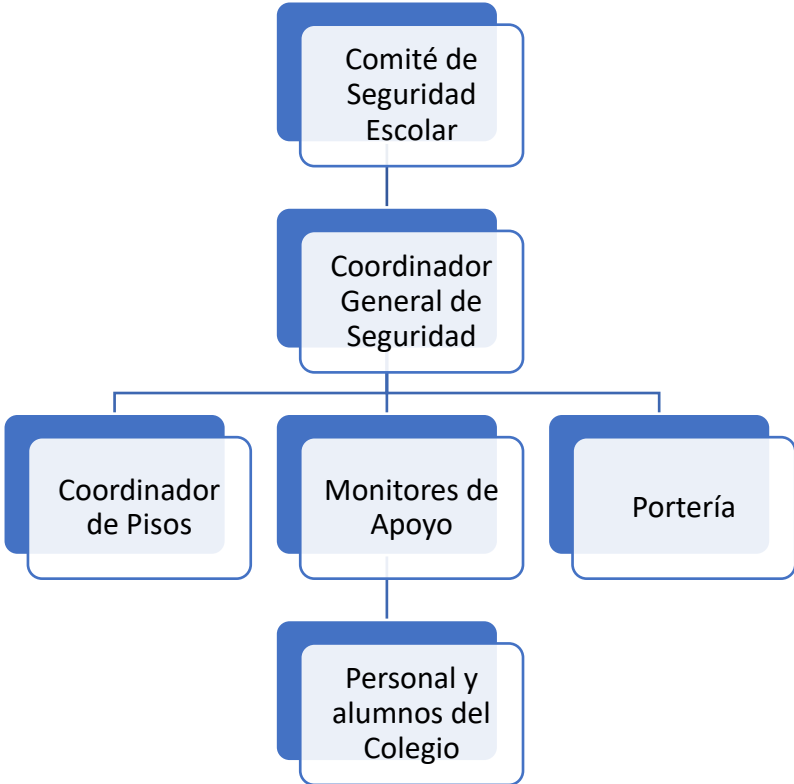 Comité de
Seguridad
Escolar
Coordinador
General de
Seguridad
Coordinador
de Pisos
Monitores de
Apoyo
Portería
Personal y
alumnos del
Colegio